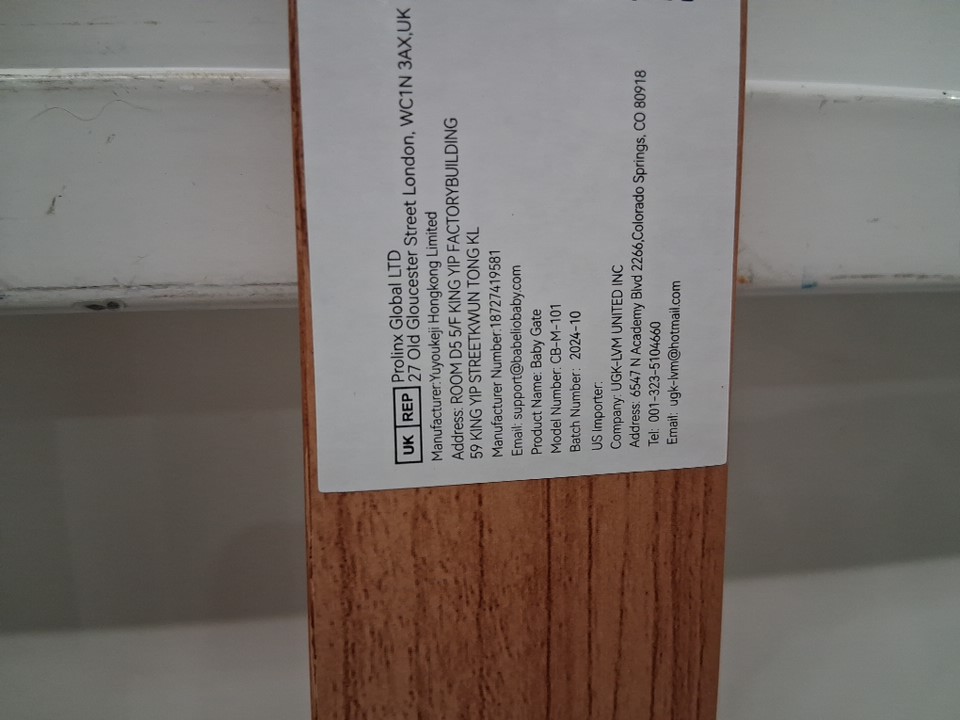 UK REP Prolinx Global LTD
27 Old Gloucester Street London, WC1N 3AX,UK
Manufacturer:Yuyoukeji Hongkong Limited
Address: ROOM D5 5/F KING YIP FACTORYBUILDING
59 KING YIP STREETKWUN TONG KL
Manufacturer Number:18727419581
Email: support@babeliobaby.com
Product Name: Baby Gate
Model Number: CB-M-101
Batch Number: 2024-10
US Importer:
Company: UGK-LVM UNITED INC
Address: 6547 N Academy Blvd 2266,Colorado Springs, CO 80918
Tel: 001-323-5104660
Email: ugk-lvm@hotmail.com